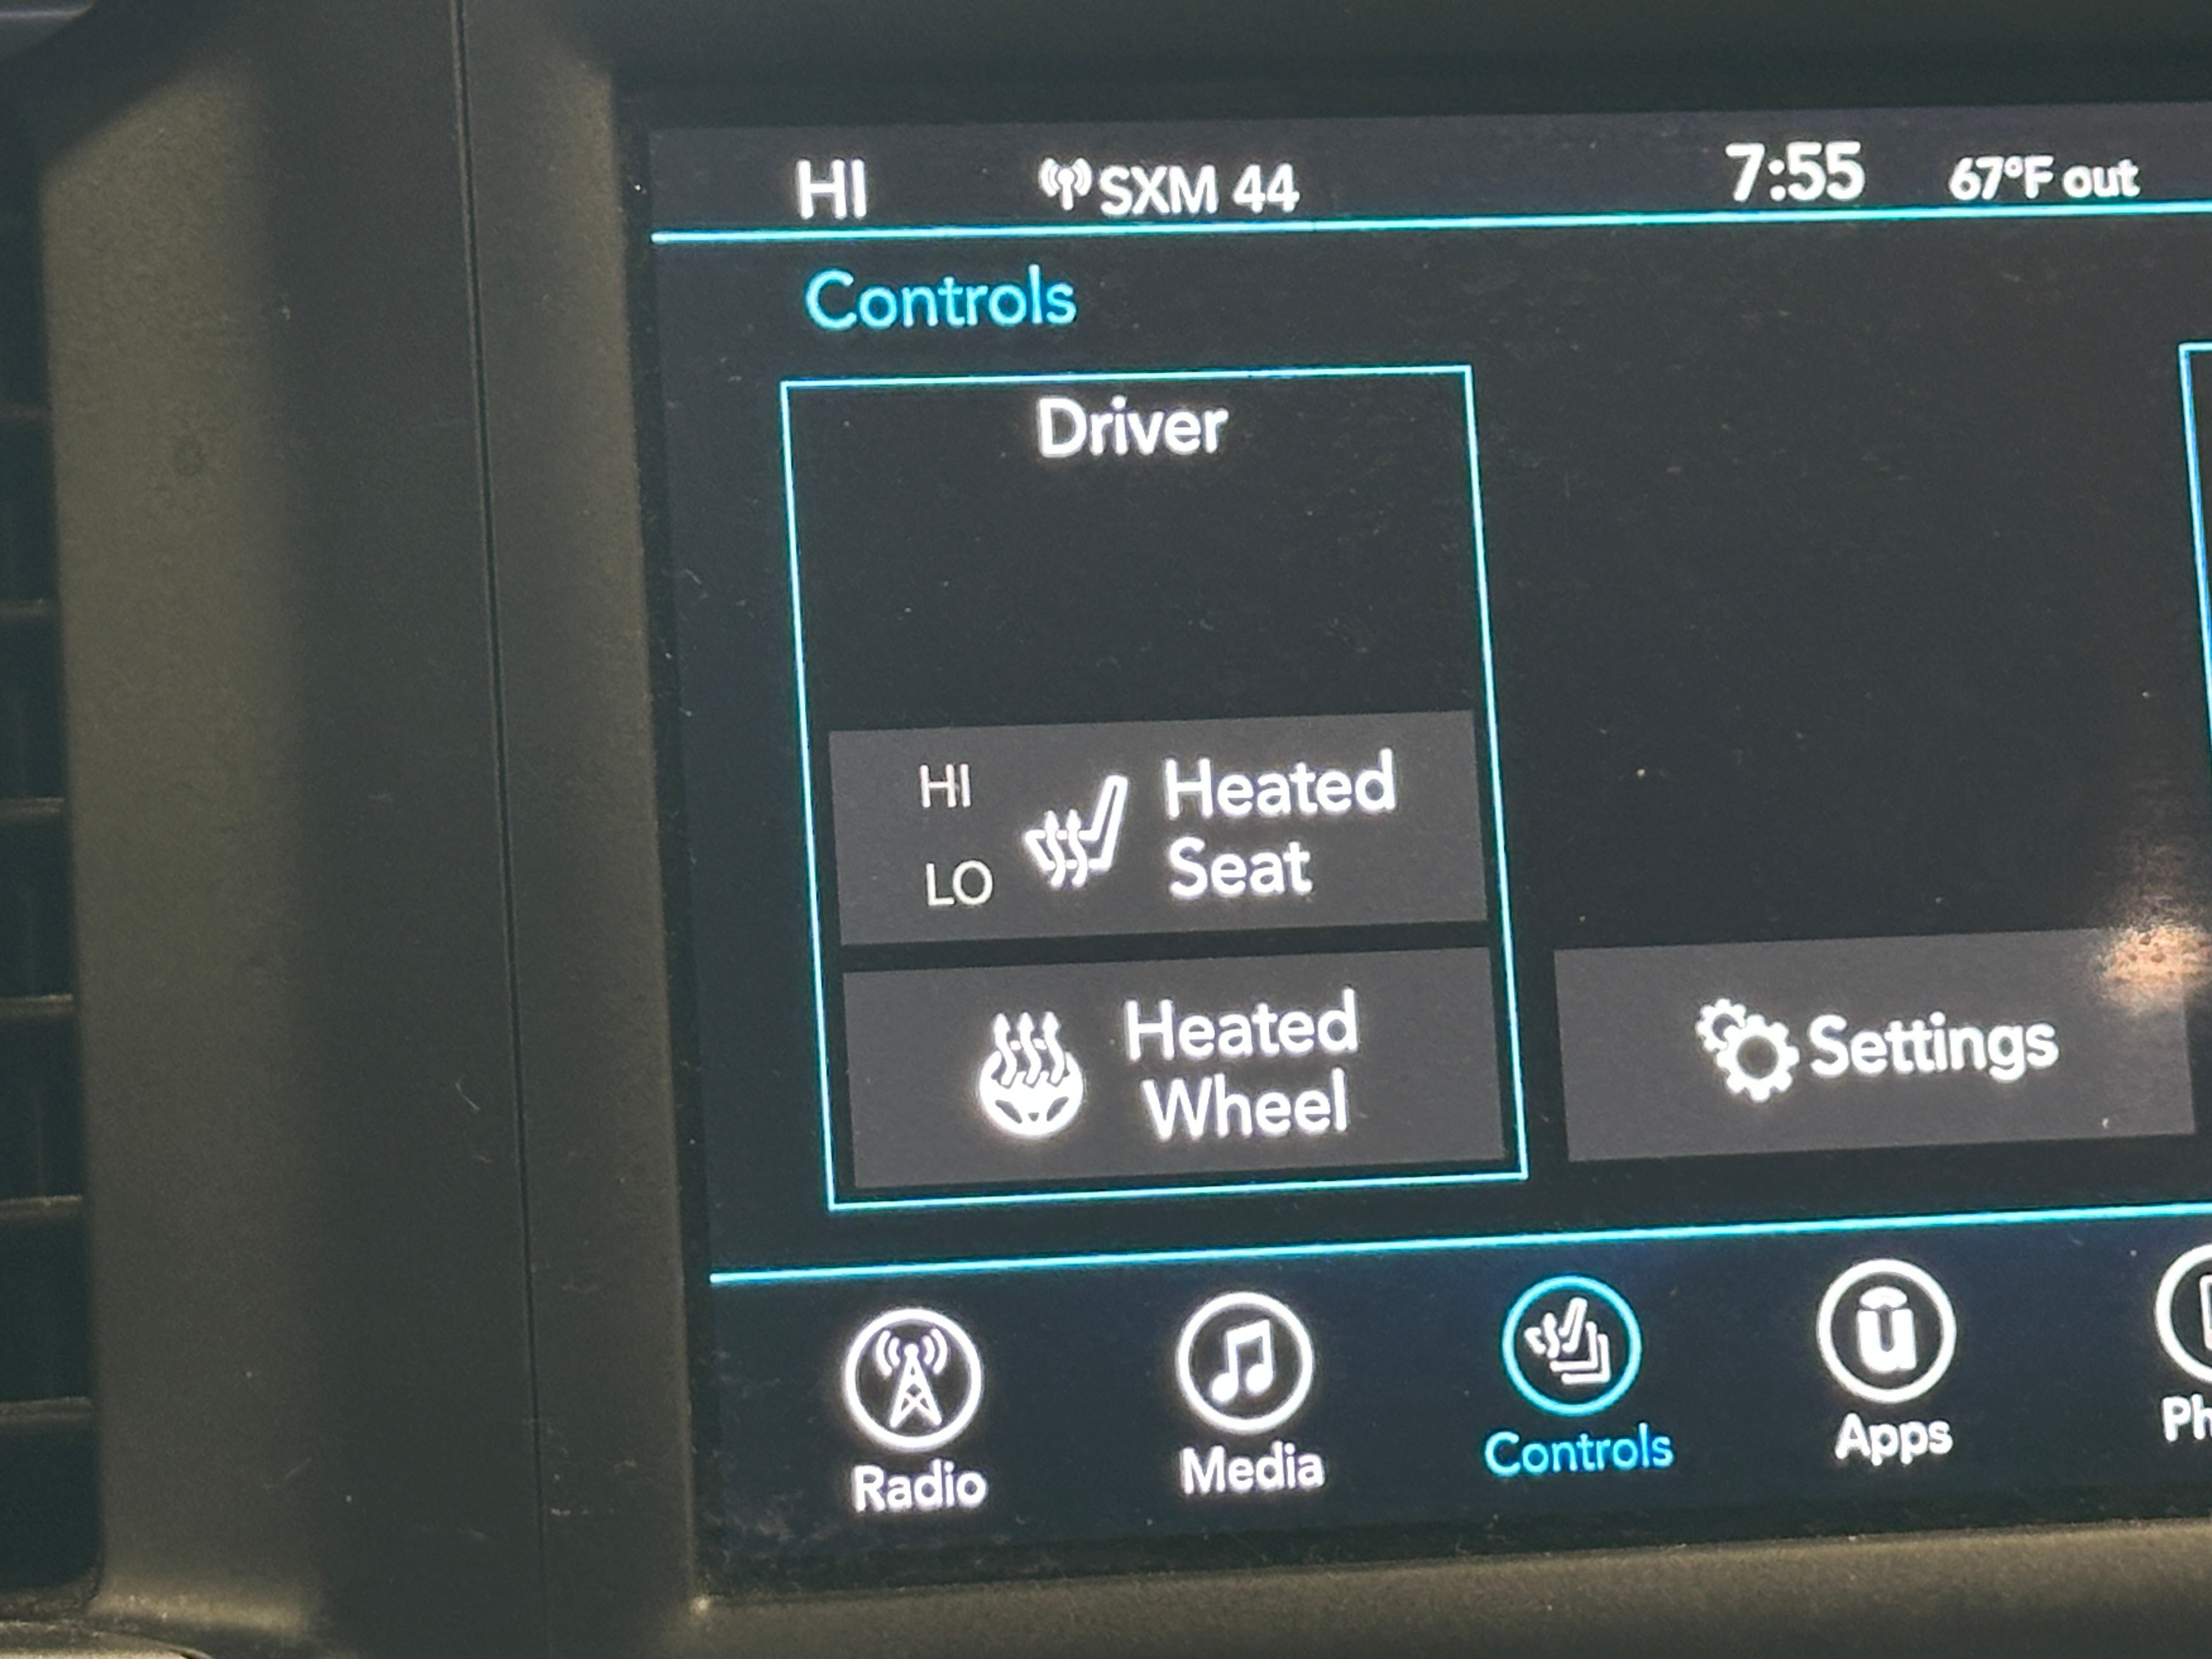 HI SXM 44 7:55 67°F out
Controls
Driver
HI
LO
Heated
Seat
Heated
Wheel
Settings
Radio
Media
Controls
u
Apps
Ph